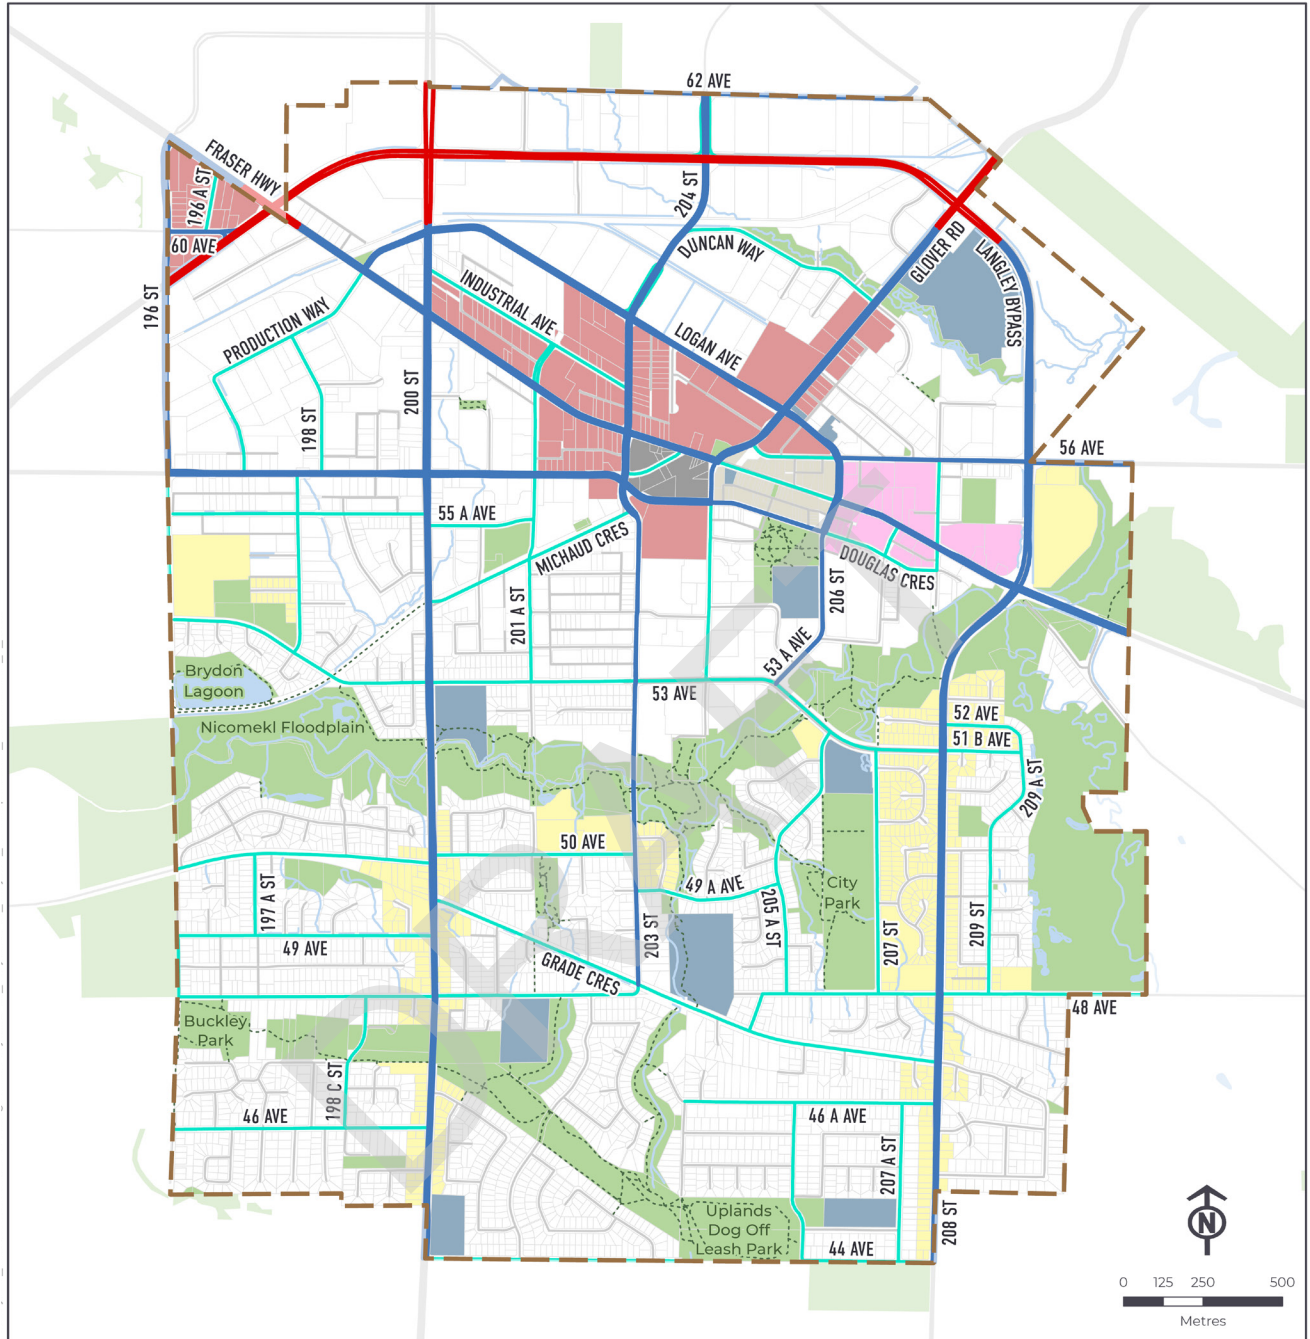 62 AVE
FRASER HWY
196 A ST
204 ST
60 AVE
DUNCAN WAY
GLOVER RD
LANGLEY BYPASS
196 ST
INDUSTRIAL AVE
PRODUCTION WAY
LOGAN AVE
200 ST
198 ST
56 AVE
55 A AVE
MICHAUD CRES
DOUGLAS CRES
206 ST
201 A ST
53 A AVE
Brydon
Lagoon
53 AVE
52 AVE
Nicomekl Floodplain
51 B AVE
209 A ST
50 AVE
49 A AVE
City
Park
197 A ST
205 A ST
209 ST
203 ST
207 ST
49 AVE
GRADE CRES
48 AVE
Buckley
Park
198 C ST
46 AVE
46 A AVE
207 A ST
Uplands
Dog Off
Leash Park
44 AVE
208 ST
N
0 125 250 500
Metres
DRAFT